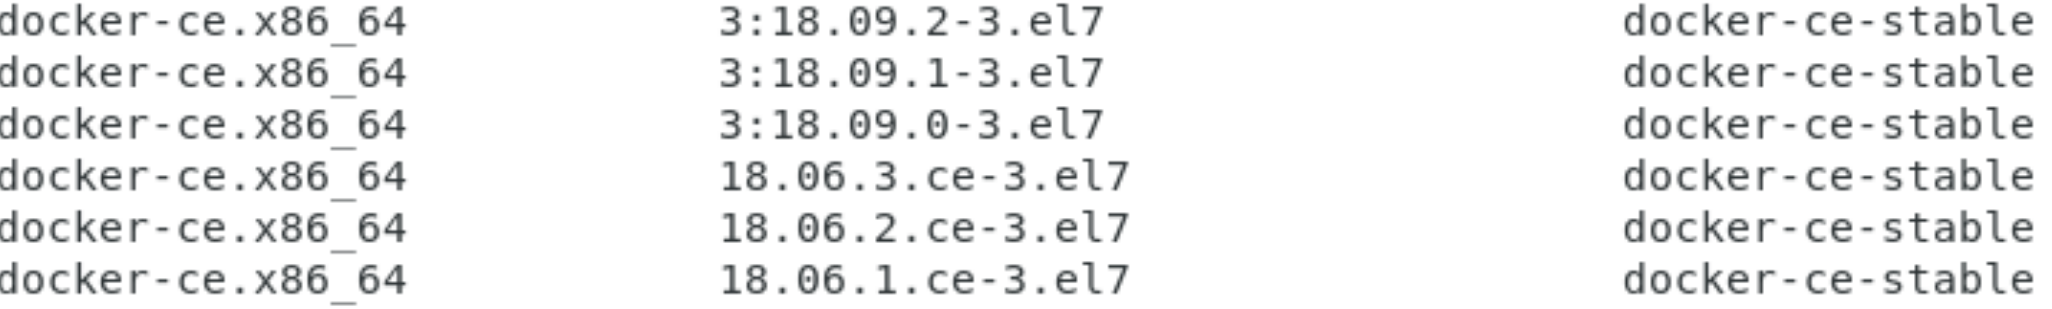 docker-ce.x86_64 3:18.09.2-3.el7 docker-ce-stable
docker-ce.x86_64 3:18.09.1-3.el7 docker-ce-stable
docker-ce.x86_64 3:18.09.0-3.el7 docker-ce-stable
docker-ce.x86_64 18.06.3.ce-3.el7 docker-ce-stable
docker-ce.x86_64 18.06.2.ce-3.el7 docker-ce-stable
docker-ce.x86_64 18.06.1.ce-3.el7 docker-ce-stable